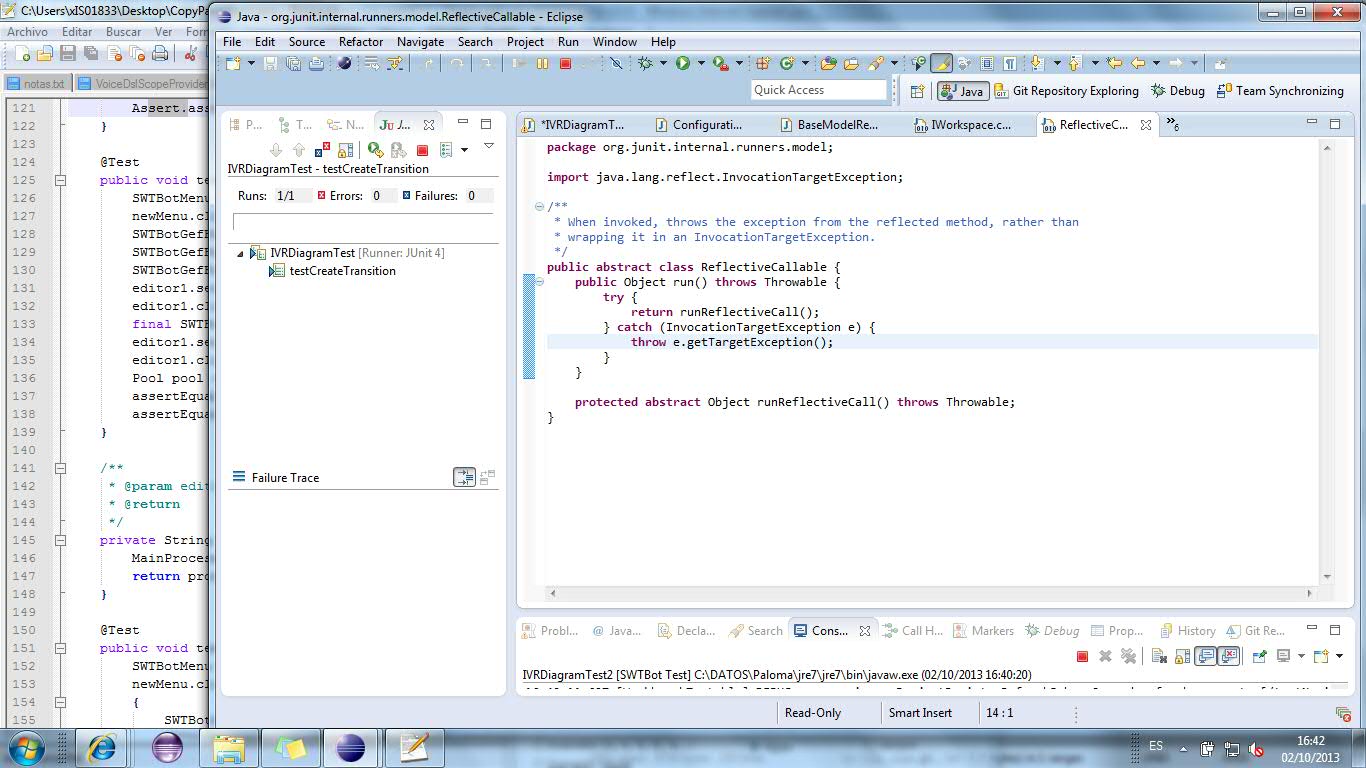 C:\Users\xIS01833\Desktop\CopyPa
Archivo Editar Buscar Ver
notas.txt VoiceDslScopeProvider
121 Assert.ass
122 }
123
124 @Test
125 public void te
126 SWTBotMenu
127 newMenu.cl
128 SWTBotGefE
129 SWTBotGefE
130 SWTBotGefE
131 editor1.se
132 editor1.cl
133 final SWTB
134 editor1.se
135 editor1.cl
136 Pool pool
137 assertEqua
138 assertEqua
139 }
140
141 /**
142 * @param edit
143 * @return
144 */
145 private String
146 MainProces
147 return pro
148 }
149
150 @Test
151 public void te
152 SWTBotMenu
153 newMenu.cl
154 {
155 SWTBot
Java - org.junit.internal.runners.model.ReflectiveCallable - Eclipse
File Edit Source Refactor Navigate Search Project Run Window Help
Quick Access Java Git Repository Exploring Debug Team Synchronizing
P... T... N... Ju J...
IVRDiagramTest - testCreateTransition
Runs: 1/1 Errors: 0 Failures: 0
IVRDiagramTest [Runner: JUnit 4]
testCreateTransition
Failure Trace
*IVRDiagramT... Configurati... BaseModelRe... IWorkspace.c... ReflectiveC... »6
package org.junit.internal.runners.model;
import java.lang.reflect.InvocationTargetException;
/**
* When invoked, throws the exception from the reflected method, rather than
* wrapping it in an InvocationTargetException.
*/
public abstract class ReflectiveCallable {
public Object run() throws Throwable {
try {
return runReflectiveCall();
} catch (InvocationTargetException e) {
throw e.getTargetException();
}
}
protected abstract Object runReflectiveCall() throws Throwable;
}
Probl... @ Java... Decla... Search Cons... Call H... Markers Debug Prop... History Git Re...
IVRDiagramTest2 [SWTBot Test] C:\DATOS\Paloma\jre7\jre7\bin\javaw.exe (02/10/2013 16:40:20)
Read-Only Smart Insert 14 : 1
ES 16:42
02/10/2013